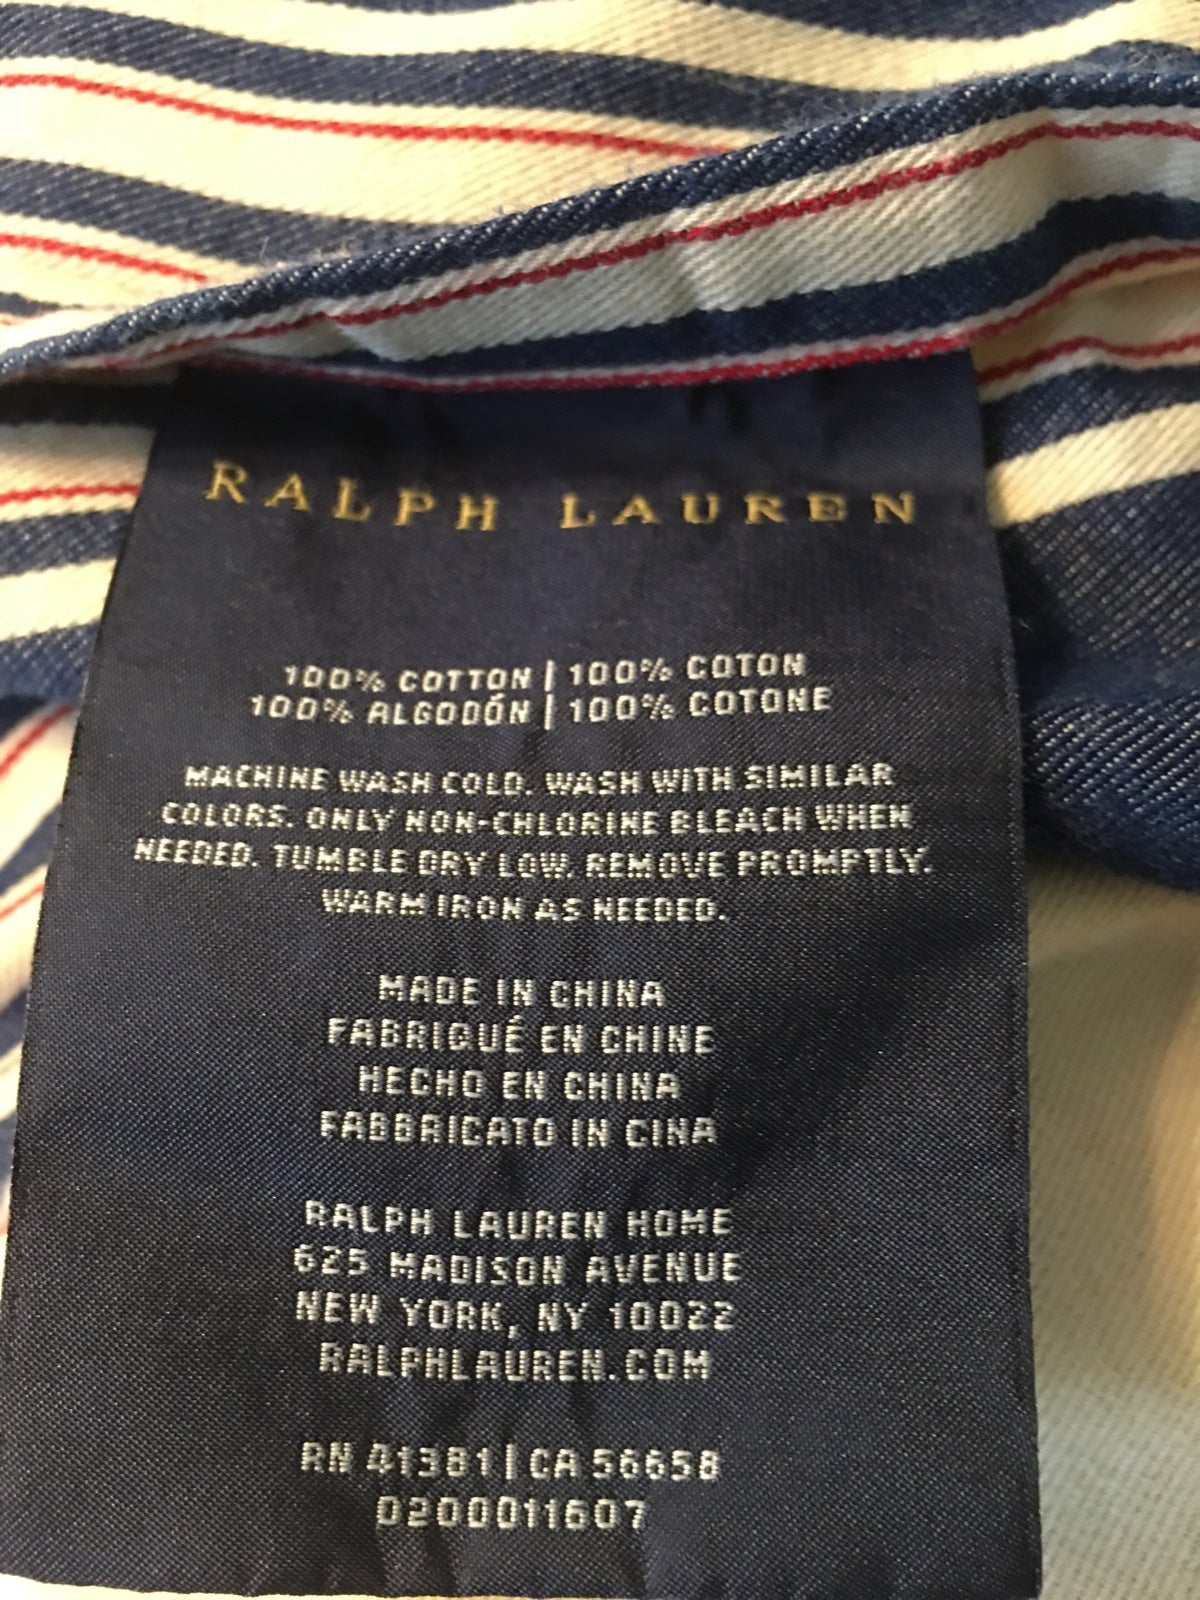 RALPH LAUREN
100% COTTON | 100% COTON
100% ALGODÓN | 100% COTONE
MACHINE WASH COLD. WASH WITH SIMILAR
COLORS. ONLY NON-CHLORINE BLEACH WHEN
NEEDED. TUMBLE DRY LOW. REMOVE PROMPTLY.
WARM IRON AS NEEDED.
MADE IN CHINA
FABRIQUÉ EN CHINE
HECHO EN CHINA
FABBRICATO IN CINA
RALPH LAUREN HOME
625 MADISON AVENUE
NEW YORK, NY 10022
RALPHLAUREN.COM
RN 41381 | CA 56658
0200011607